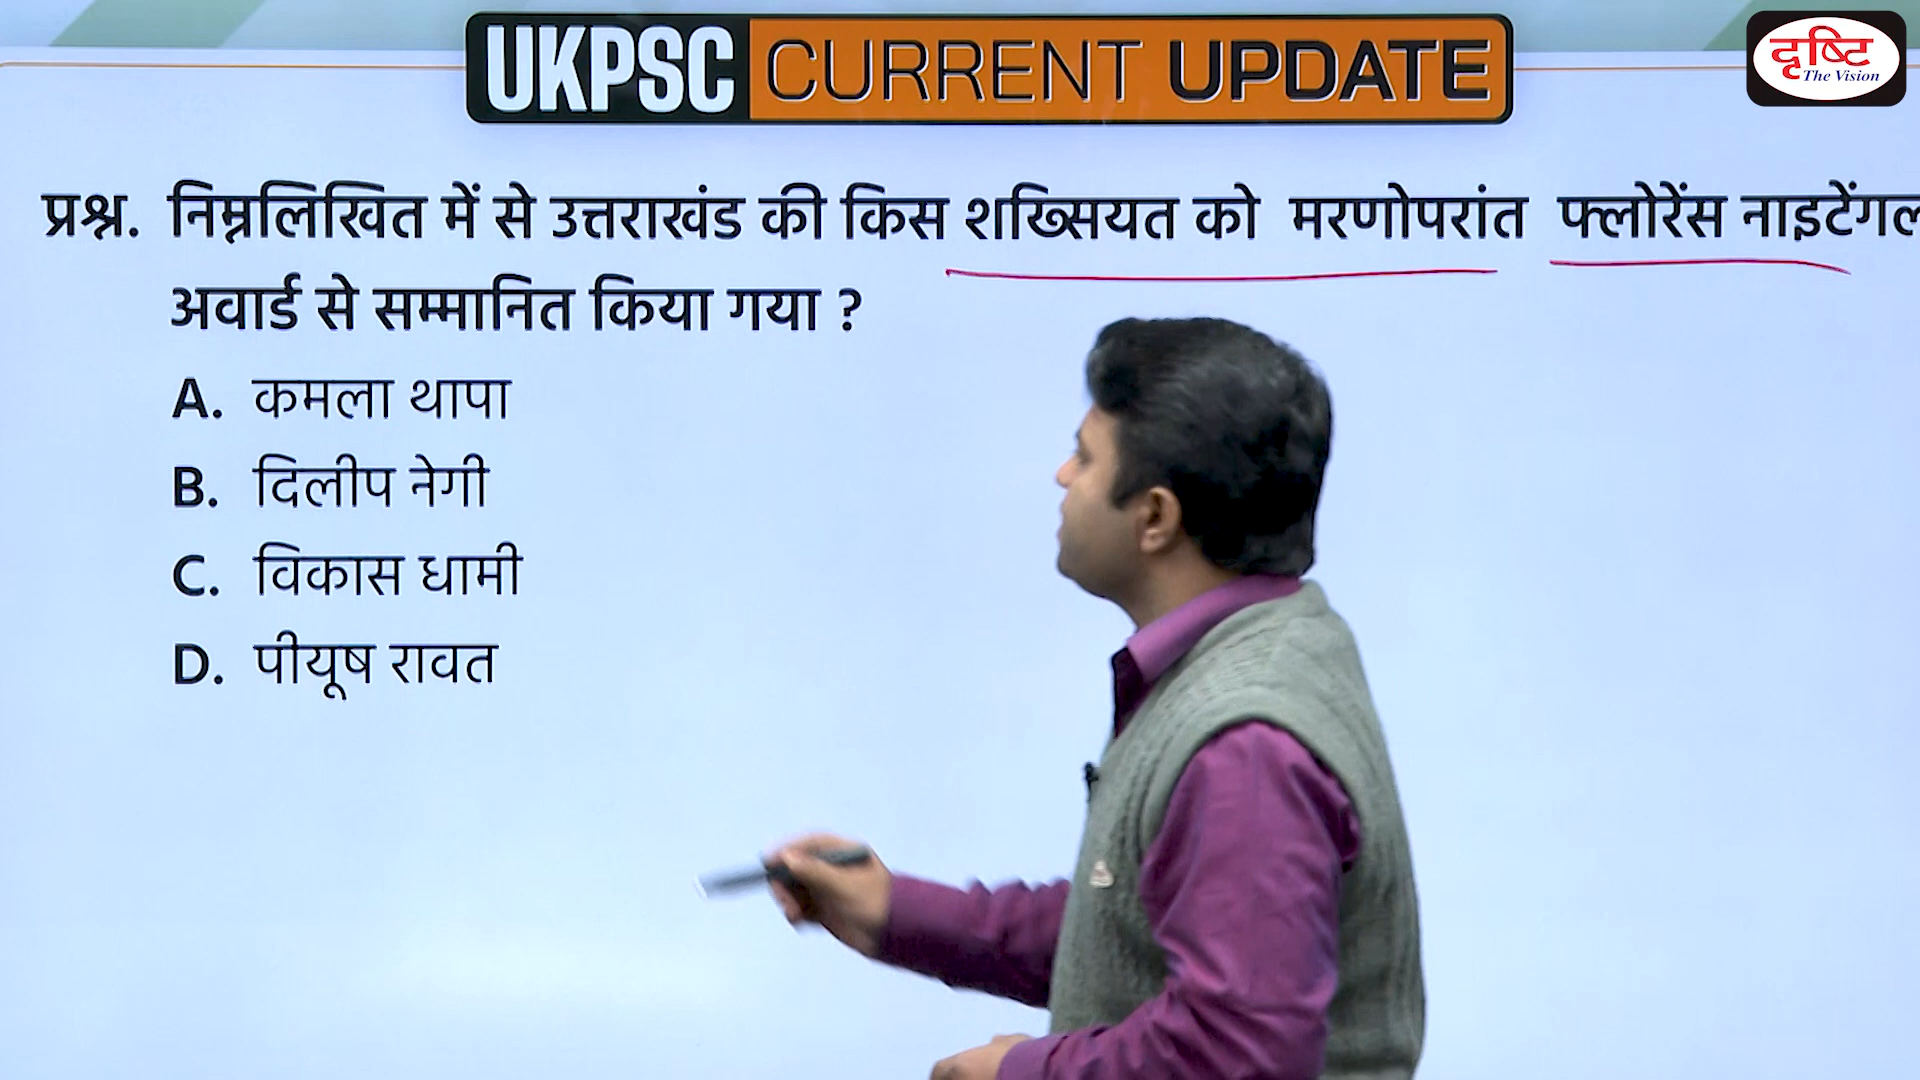 UKPSC CURRENT UPDATE
दृष्टि
The Vision
प्रश्न. निम्नलिखित में से उत्तराखंड की किस शख्सियत को मरणोपरांत फ्लोरेंस नाइटेंगल
अवार्ड से सम्मानित किया गया ?
A. कमला थापा
B. दिलीप नेगी
C. विकास धामी
D. पीयूष रावत